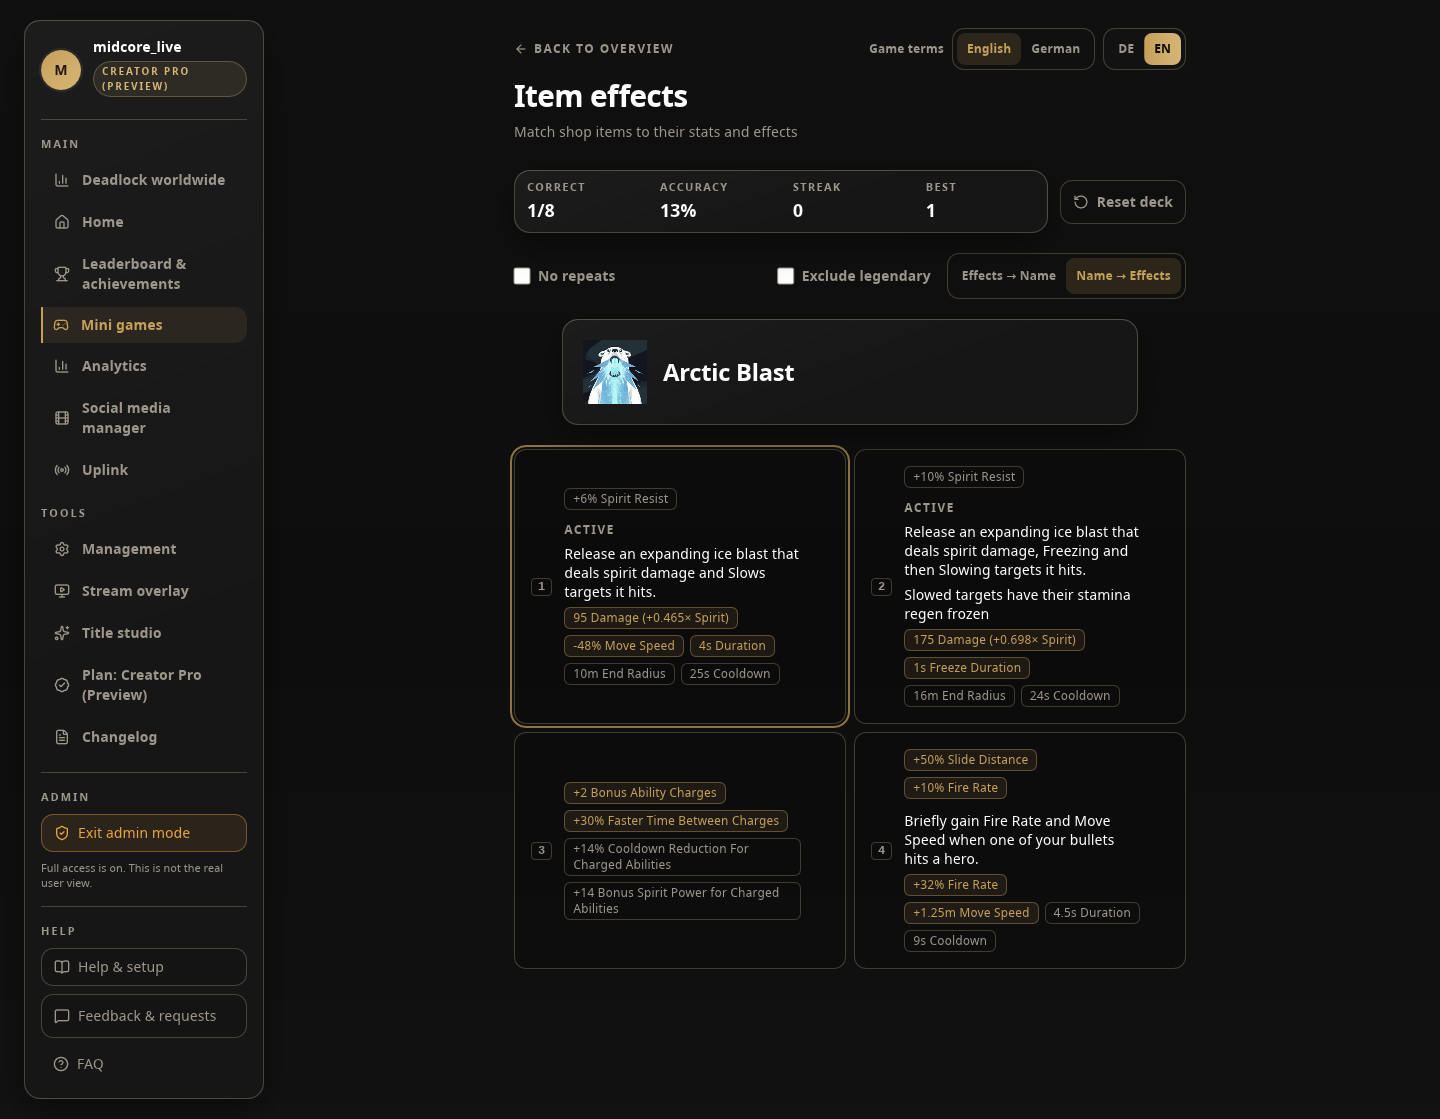 M
midcore_live
CREATOR PRO
(PREVIEW)
MAIN
Deadlock worldwide
Home
Leaderboard &
achievements
Mini games
Analytics
Social media
manager
Uplink
TOOLS
Management
Stream overlay
Title studio
Plan: Creator Pro
(Preview)
Changelog
ADMIN
Exit admin mode
Full access is on. This is not the real
user view.
HELP
Help & setup
Feedback & requests
FAQ
← BACK TO OVERVIEW
Game terms English German DE EN
Item effects
Match shop items to their stats and effects
CORRECT ACCURACY STREAK BEST
1/8 13% 0 1
Reset deck
No repeats Exclude legendary Effects → Name Name → Effects
Arctic Blast
1
+6% Spirit Resist
ACTIVE
Release an expanding ice blast that
deals spirit damage and Slows
targets it hits.
95 Damage (+0.465× Spirit)
-48% Move Speed 4s Duration
10m End Radius 25s Cooldown
2
+10% Spirit Resist
ACTIVE
Release an expanding ice blast that
deals spirit damage, Freezing and
then Slowing targets it hits.
Slowed targets have their stamina
regen frozen
175 Damage (+0.698× Spirit)
1s Freeze Duration
16m End Radius 24s Cooldown
3
+2 Bonus Ability Charges
+30% Faster Time Between Charges
+14% Cooldown Reduction For
Charged Abilities
+14 Bonus Spirit Power for Charged
Abilities
4
+50% Slide Distance
+10% Fire Rate
Briefly gain Fire Rate and Move
Speed when one of your bullets
hits a hero.
+32% Fire Rate
+1.25m Move Speed 4.5s Duration
9s Cooldown